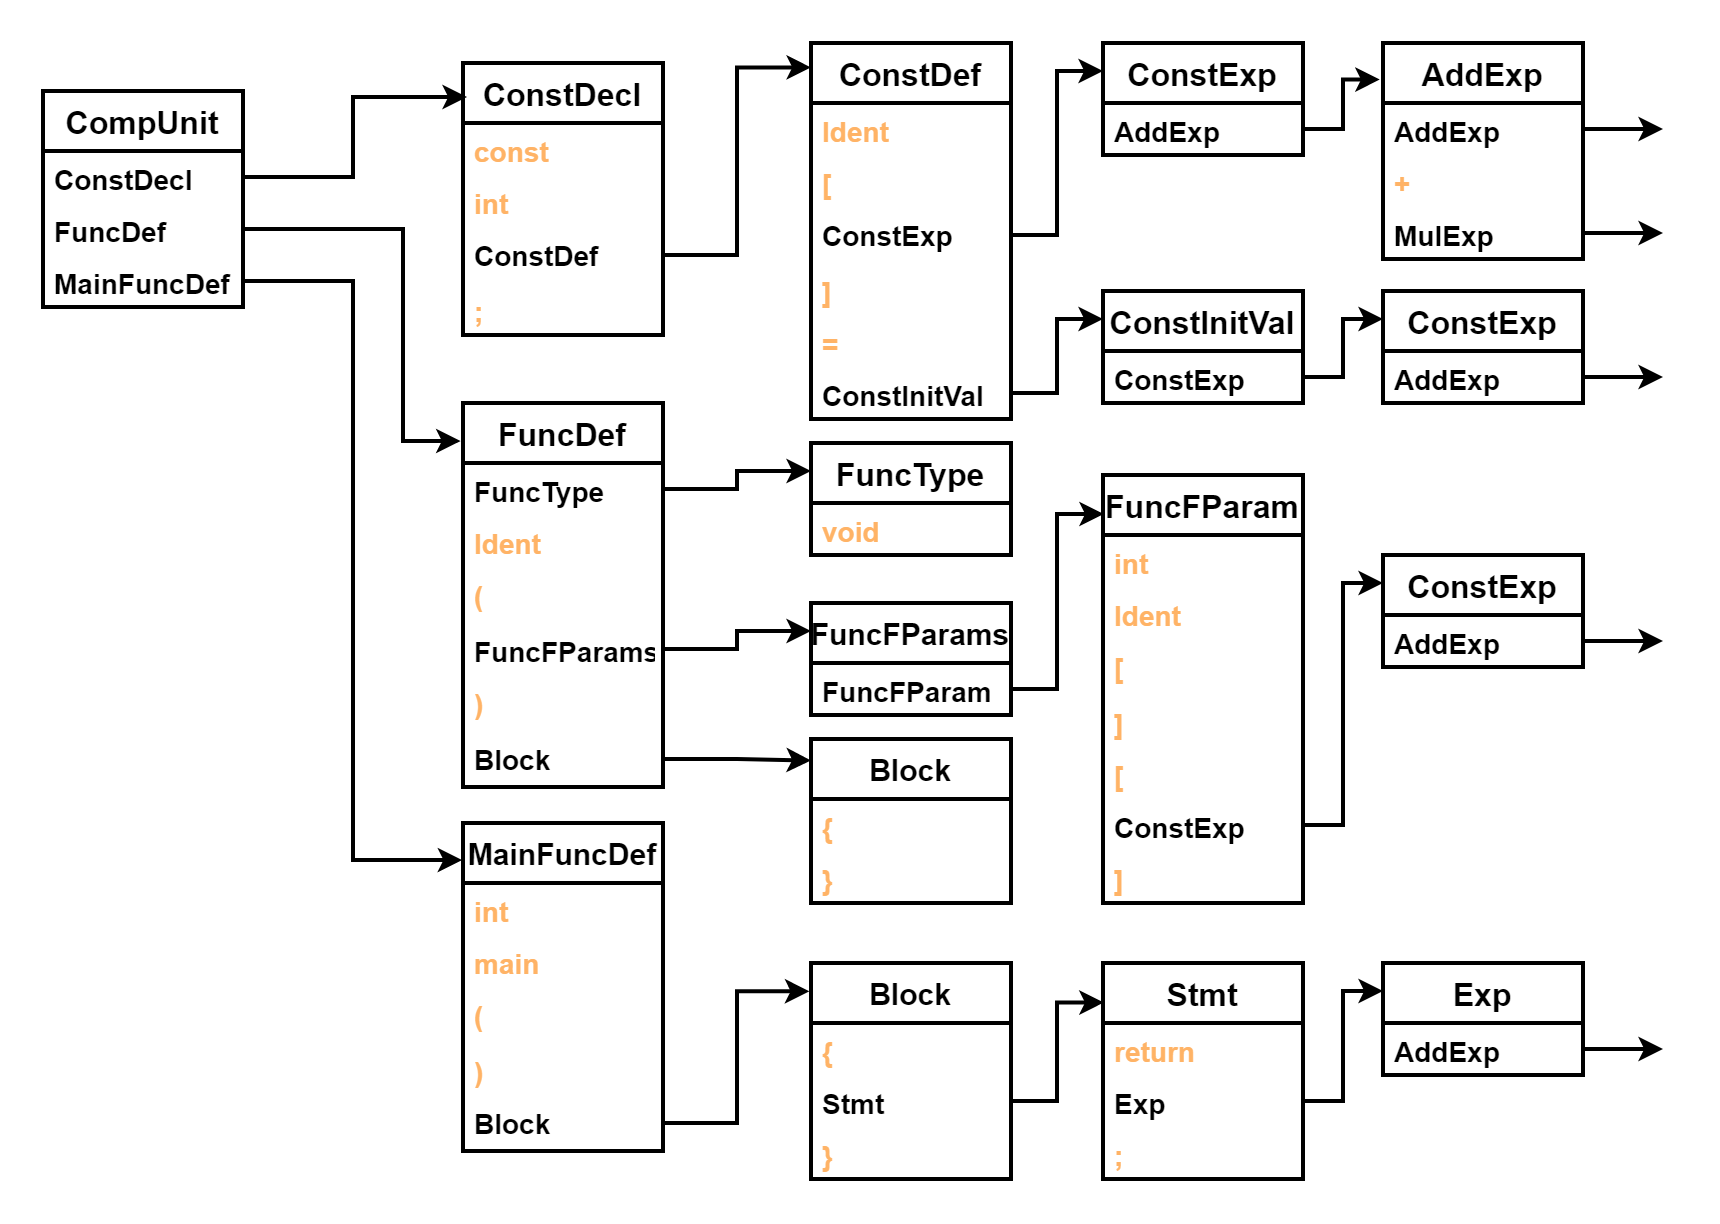 CompUnit
ConstDecl
FuncDef
MainFuncDef
ConstDecl
const
int
ConstDef
;
FuncDef
FuncType
Ident
(
FuncFParams
)
Block
MainFuncDef
int
main
(
)
Block
ConstDef
Ident
[
ConstExp
]
=
ConstInitVal
FuncType
void
FuncFParams
FuncFParam
Block
{
}
Block
{
Stmt
}
ConstExp
AddExp
ConstInitVal
ConstExp
FuncFParam
int
Ident
[
]
[
ConstExp
]
Stmt
return
Exp
;
AddExp
AddExp
+
MulExp
ConstExp
AddExp
ConstExp
AddExp
Exp
AddExp